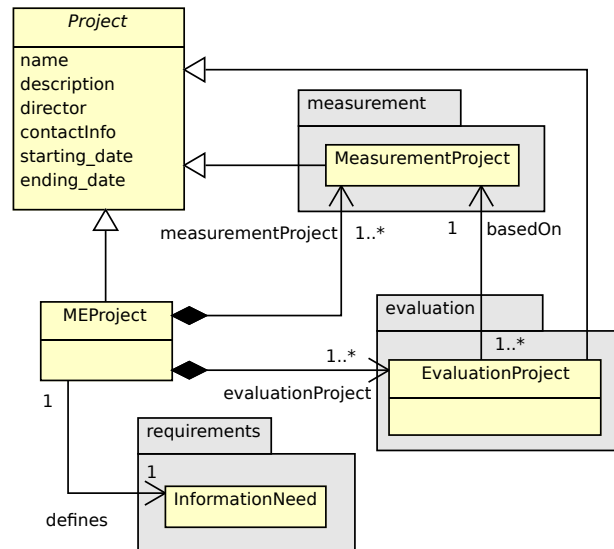 Project
name
description
director
contactInfo
starting_date
ending_date
measurement
MeasurementProject
measurementProject
1..*
1
basedOn
MEProject
evaluation
1..*
1..*
EvaluationProject
evaluationProject
1
requirements
1
InformationNeed
defines